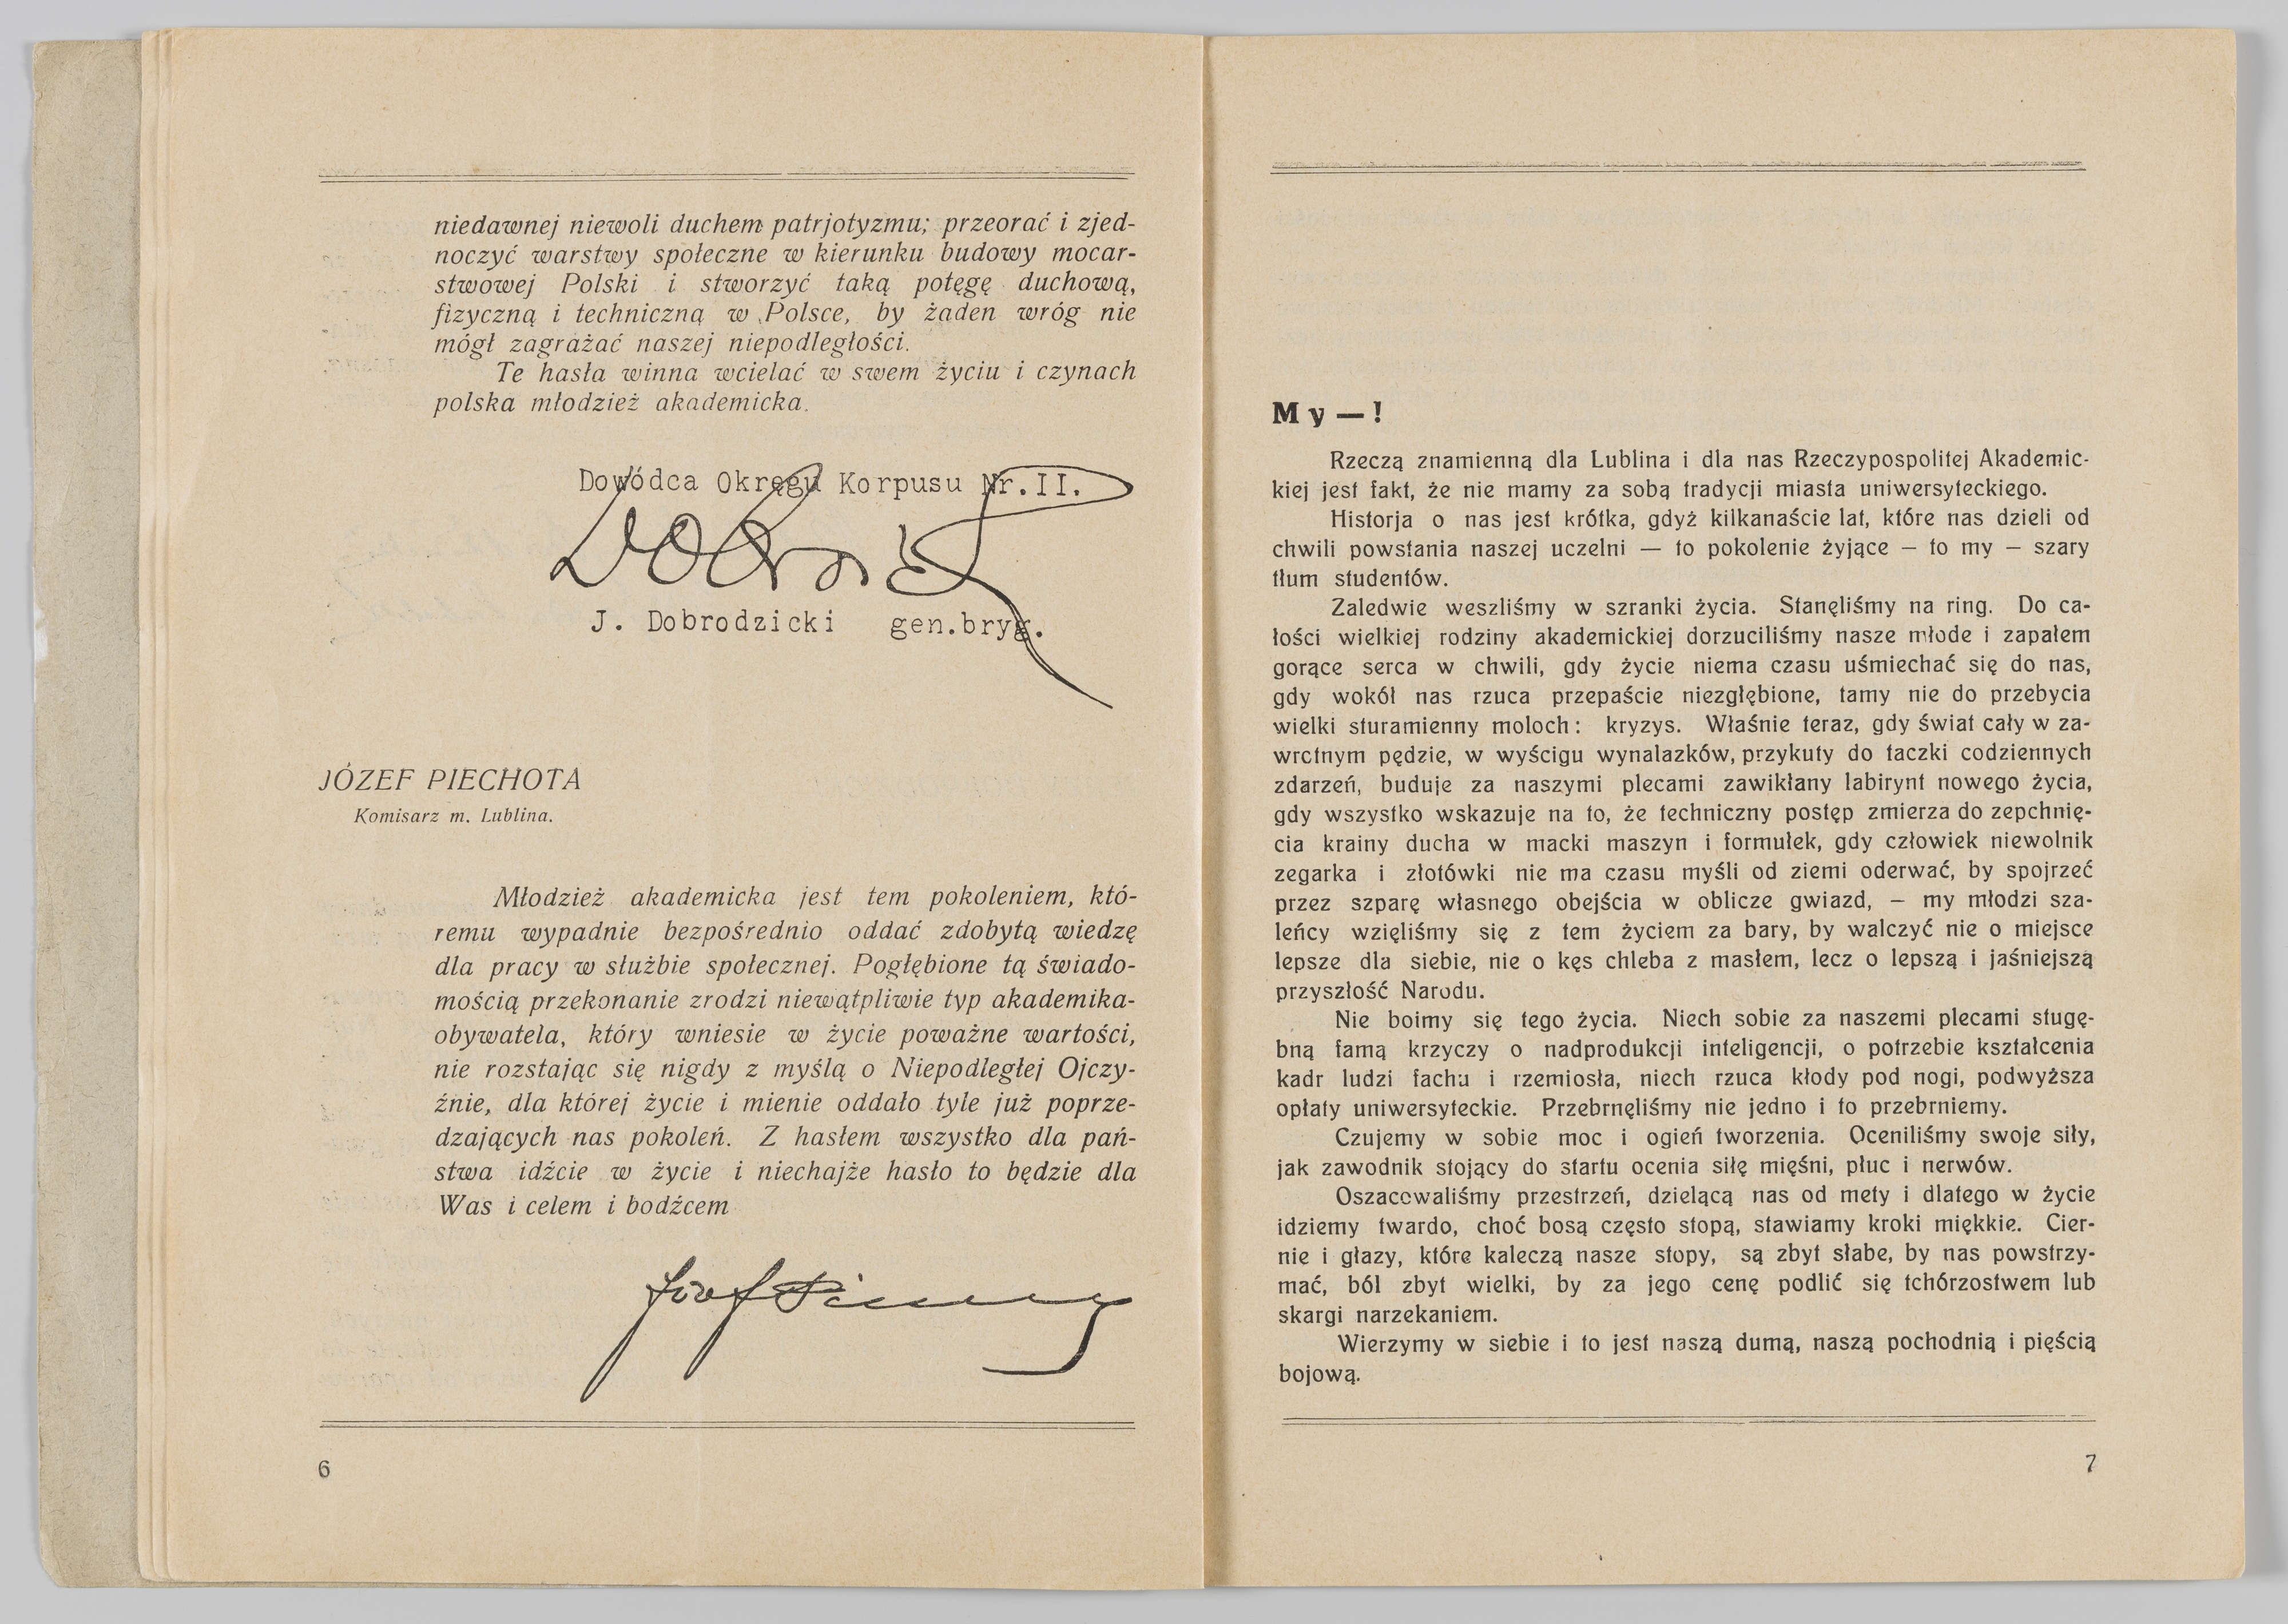 niedawnej niewoli duchem patrjotyzmu; przeorać i zjed-
noczyć warstwy społeczne w kierunku budowy mocar-
stwowej Polski i stworzyć taką potęgę duchową,
fizyczną i techniczną w Polsce, by żaden wróg nie
mógł zagrażać naszej niepodległości.
Te hasła winna wcielać w swem życiu i czynach
polska młodzież akademicka.
Dowódca Okręgu Korpusu Nr.II.
J. Dobrodzicki gen.bryg.
JÓZEF PIECHOTA
Komisarz m. Lublina.
Młodzież akademicka jest tem pokoleniem, któ-
remu wypadnie bezpośrednio oddać zdobytą wiedzę
dla pracy w służbie społecznej. Pogłębione tą świado-
mością przekonanie zrodzi niewątpliwie typ akademika-
obywatela, który wniesie w życie poważne wartości,
nie rozstając się nigdy z myślą o Niepodległej Ojczy-
źnie, dla której życie i mienie oddało tyle już poprze-
dzających nas pokoleń. Z hasłem wszystko dla pań-
stwa idźcie w życie i niechajże hasło to będzie dla
Was i celem i bodźcem
6
My—!
Rzeczą znamienną dla Lublina i dla nas Rzeczypospolitej Akademic-
kiej jest fakt, że nie mamy za sobą tradycji miasta uniwersyteckiego.
Historja o nas jest krótka, gdyż kilkanaście lat, które nas dzieli od
chwili powstania naszej uczelni — to pokolenie żyjące — to my — szary
tłum studentów.
Zaledwie weszliśmy w szranki życia. Stanęliśmy na ring. Do ca-
łości wielkiej rodziny akademickiej dorzuciliśmy nasze młode i zapałem
gorące serca w chwili, gdy życie niema czasu uśmiechać się do nas,
gdy wokół nas rzuca przepaście niezgłębione, tamy nie do przebycia
wielki sturamienny moloch: kryzys. Właśnie teraz, gdy świat cały w za-
wrotnym pędzie, w wyścigu wynalazków, przykuty do taczki codziennych
zdarzeń, buduje za naszymi plecami zawikłany labirynt nowego życia,
gdy wszystko wskazuje na to, że techniczny postęp zmierza do zepchnię-
cia krainy ducha w macki maszyn i formułek, gdy człowiek niewolnik
zegarka i złotówki nie ma czasu myśli od ziemi oderwać, by spojrzeć
przez szparę własnego obejścia w oblicze gwiazd, — my młodzi sza-
leńcy wzięliśmy się z tem życiem za bary, by walczyć nie o miejsce
lepsze dla siebie, nie o kęs chleba z masłem, lecz o lepszą i jaśniejszą
przyszłość Narodu.
Nie boimy się tego życia. Niech sobie za naszemi plecami stugę-
bną famą krzyczy o nadprodukcji inteligencji, o potrzebie kształcenia
kadr ludzi fachu i rzemiosła, niech rzuca kłody pod nogi, podwyższa
opłaty uniwersyteckie. Przebrnęliśmy nie jedno i to przebrniemy.
Czujemy w sobie moc i ogień tworzenia. Oceniliśmy swoje siły,
jak zawodnik stojący do startu ocenia siłę mięśni, płuc i nerwów.
Oszacowaliśmy przestrzeń, dzielącą nas od mety i dlatego w życie
idziemy twardo, choć bosą często stopą, stawiamy kroki miękkie. Cier-
nie i głazy, które kaleczą nasze stopy, są zbyt słabe, by nas powstrzy-
mać, ból zbyt wielki, by za jego cenę podlić się tchórzostwem lub
skargi narzekaniem.
Wierzymy w siebie i to jest naszą dumą, naszą pochodnią i pięścią
bojową.
7